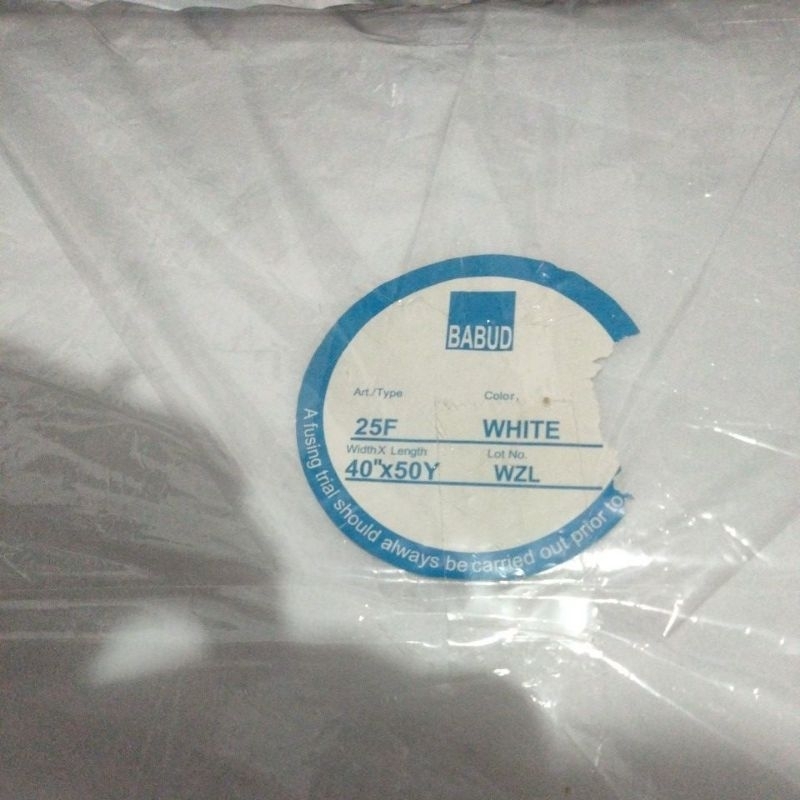 BABUD
Art./Type Color
25F WHITE
Width X Length Lot No.
40"x50Y WZL
A fusing trial should always be carried out prior to